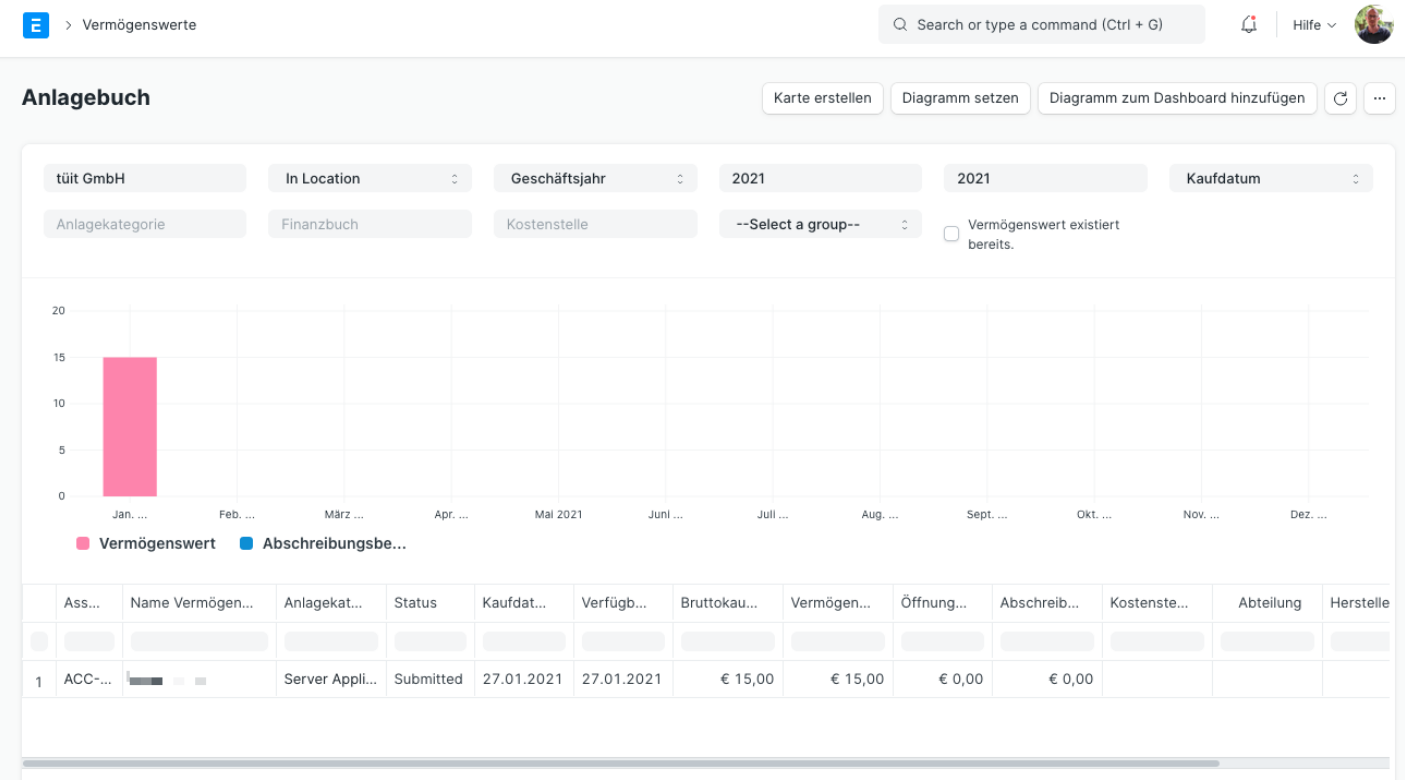 E > Vermögenswerte Search or type a command (Ctrl + G) Hilfe
Anlagebuch Karte erstellen Diagramm setzen Diagramm zum Dashboard hinzufügen ...
tüit GmbH In Location Geschäftsjahr 2021 2021 Kaufdatum
Anlagekategorie Finanzbuch Kostenstelle --Select a group-- Vermögenswert existiert
bereits.
20
15
10
5
0
Jan. ... Feb. ... März ... Apr. ... Mai 2021 Juni ... Juli ... Aug. ... Sept. ... Okt. ... Nov. ... Dez. ...
Vermögenswert Abschreibungsbe...
Ass... Name Vermögen... Anlagekat... Status Kaufdat... Verfügb... Bruttokau... Vermögen... Öffnung... Abschreib... Kostenste... Abteilung Herstelle
1 ACC-... Server Appli... Submitted 27.01.2021 27.01.2021 € 15,00 € 15,00 € 0,00 € 0,00